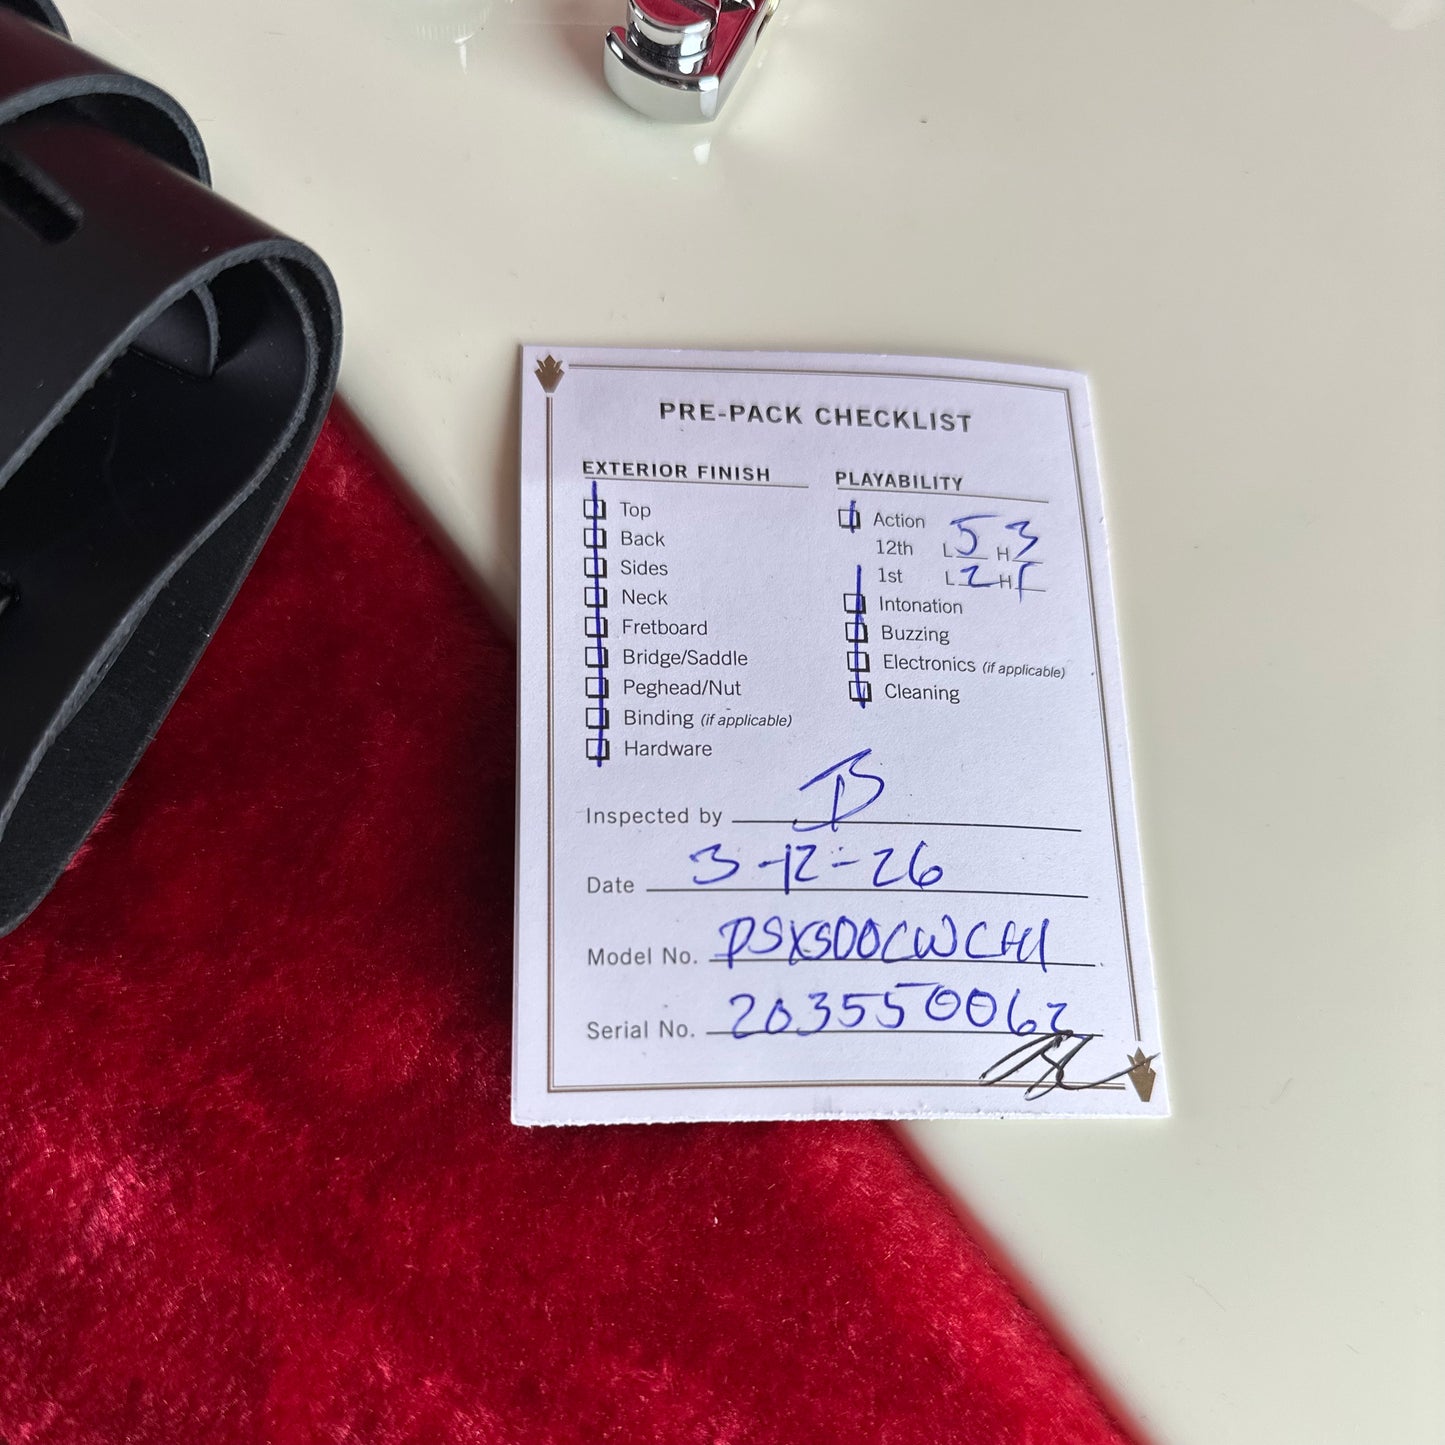 PRE-PACK CHECKLIST
EXTERIOR FINISH
Top
Back
Sides
Neck
Fretboard
Bridge/Saddle
Peghead/Nut
Binding (if applicable)
Hardware
PLAYABILITY
Action
12th L 5 H 3
1st L 2 H 1
Intonation
Buzzing
Electronics (if applicable)
Cleaning
Inspected by
Date 3-12-26
Model No.
Serial No. 2035550062